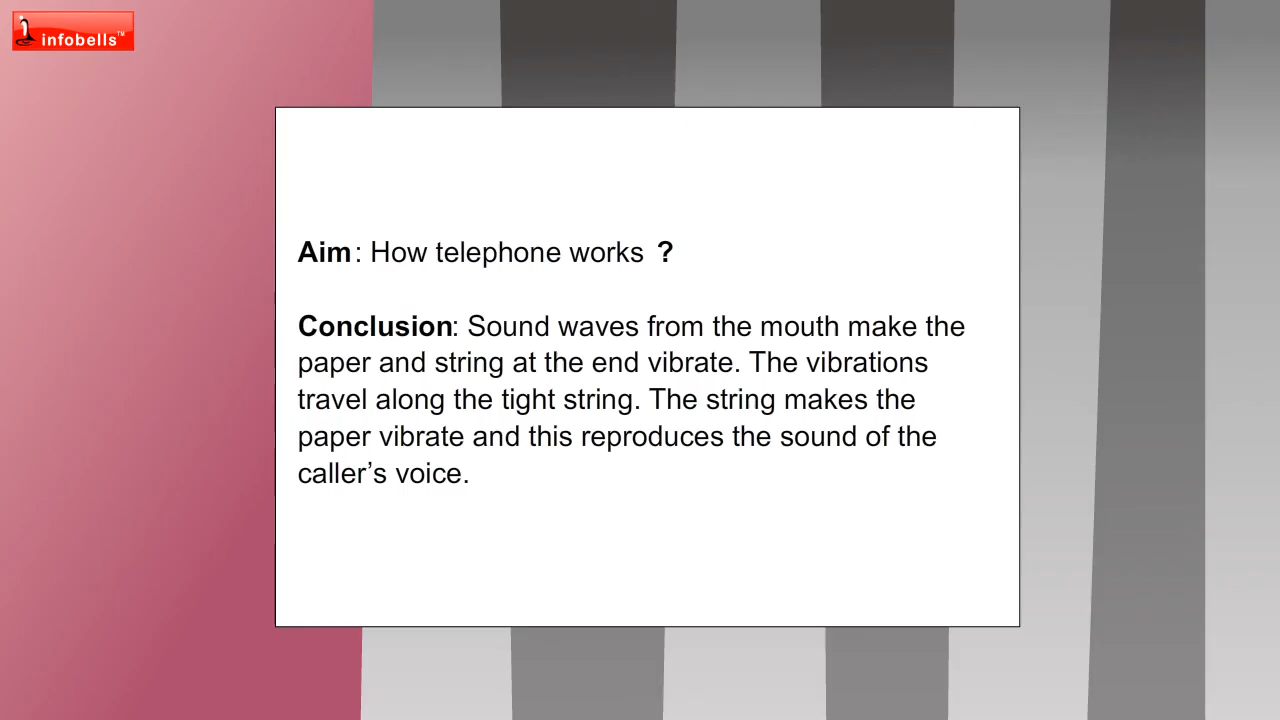 infobells™
Aim : How telephone works ?
Conclusion: Sound waves from the mouth make the
paper and string at the end vibrate. The vibrations
travel along the tight string. The string makes the
paper vibrate and this reproduces the sound of the
caller’s voice.